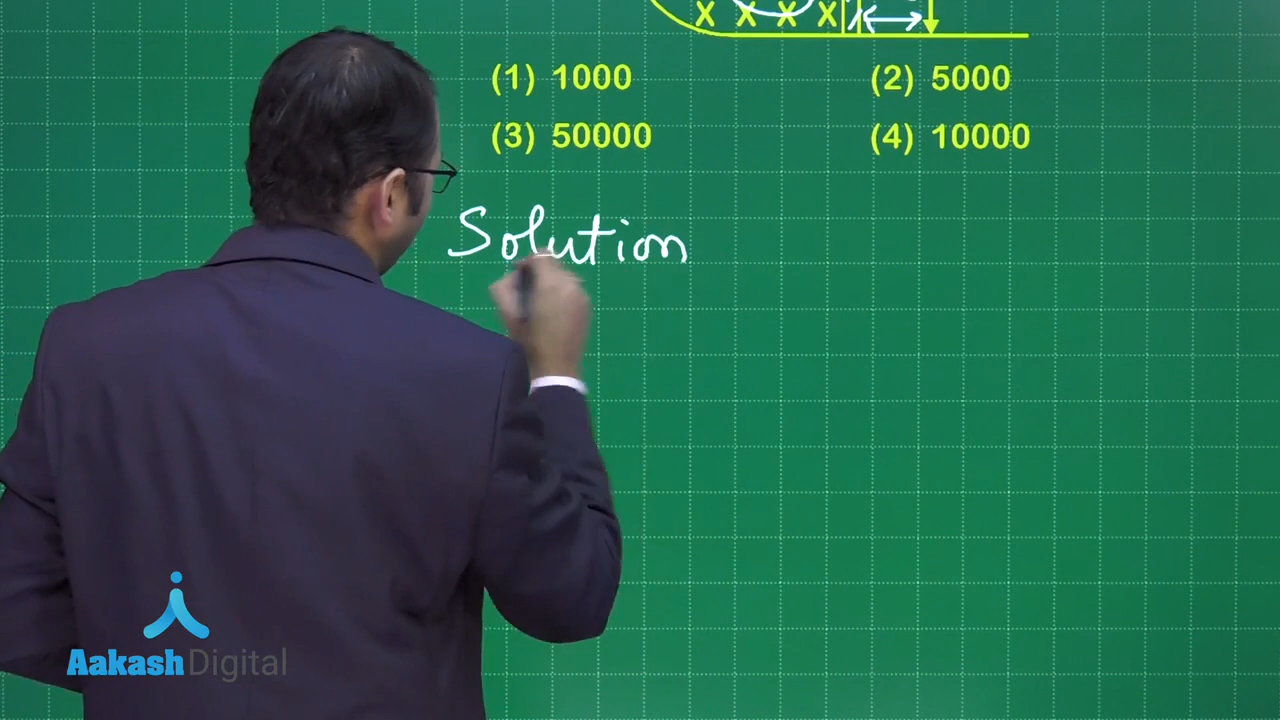 x x x x
(1) 1000 (2) 5000
(3) 50000 (4) 10000
Solution
Aakash Digital